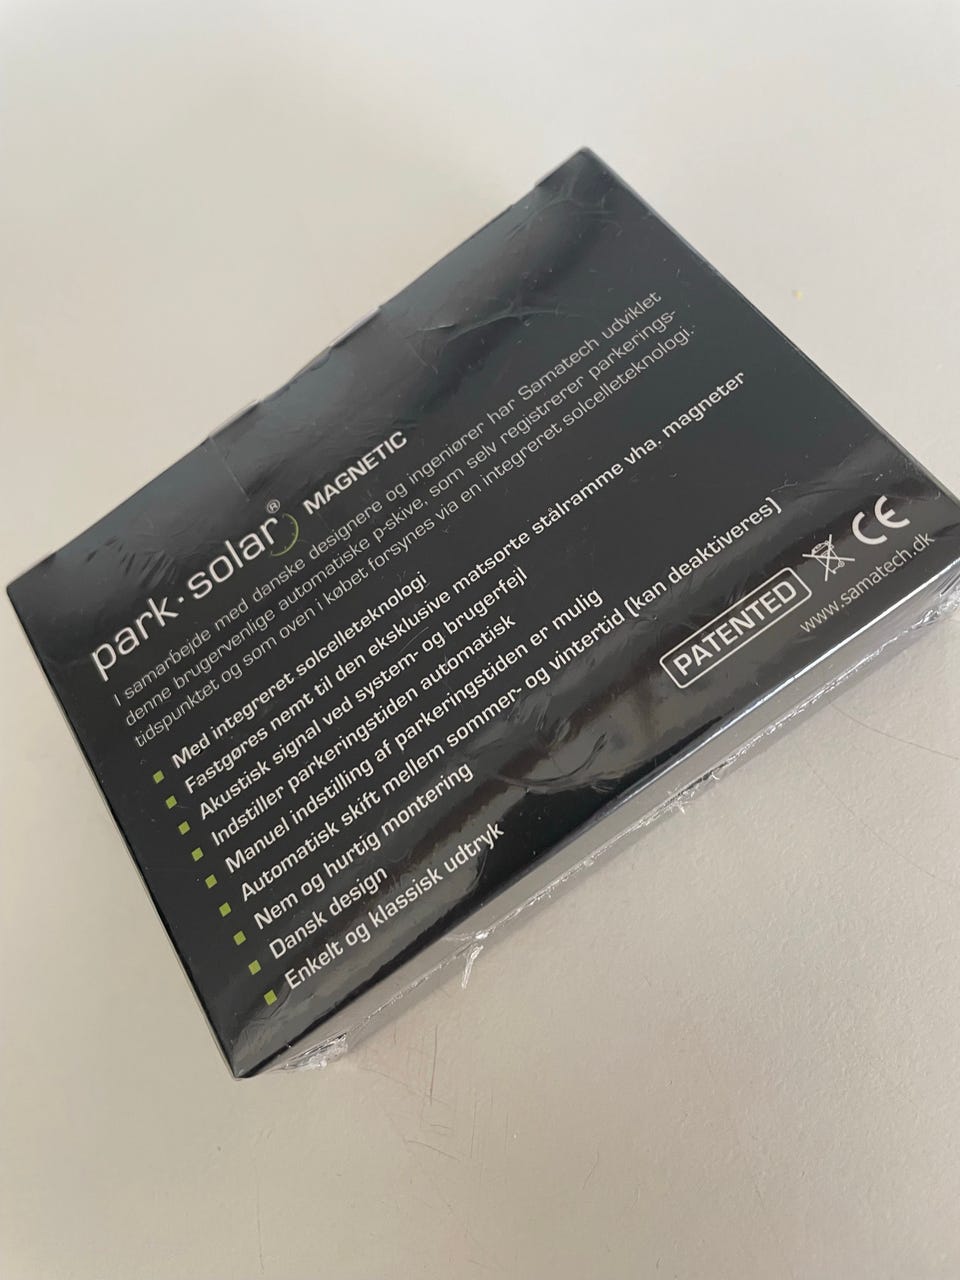 park·solar® MAGNETIC
I samarbejde med danske designere og ingeniører har Samatech udviklet
denne brugervenlige automatiske p-skive, som selv registrerer parkerings-
tidspunktet og som oven i købet forsynes via en integreret solcelleteknologi.
Med integreret solcelleteknologi
Fastgøres nemt til den eksklusive matsorte stålramme vha. magneter
Akustisk signal ved system- og brugerfejl
Indstiller parkeringstiden automatisk
Manuel indstilling af parkeringstiden er mulig
Automatisk skift mellem sommer- og vintertid (kan deaktiveres)
Nem og hurtig montering
Dansk design
Enkelt og klassisk udtryk
PATENTED
CE
www.samatech.dk